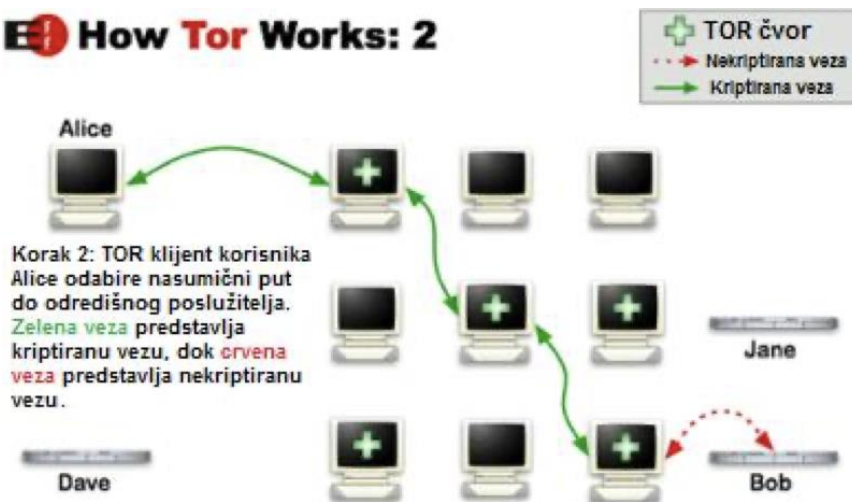 EFF How Tor Works: 2
TOR čvor
Nekriptirana veza
Kriptirana veza
Alice
Korak 2: TOR klijent korisnika
Alice odabire nasumični put
do odredišnog poslužitelja.
Zelena veza predstavlja
kriptiranu vezu, dok crvena
veza predstavlja nekriptiranu
vezu.
Jane
Dave
Bob